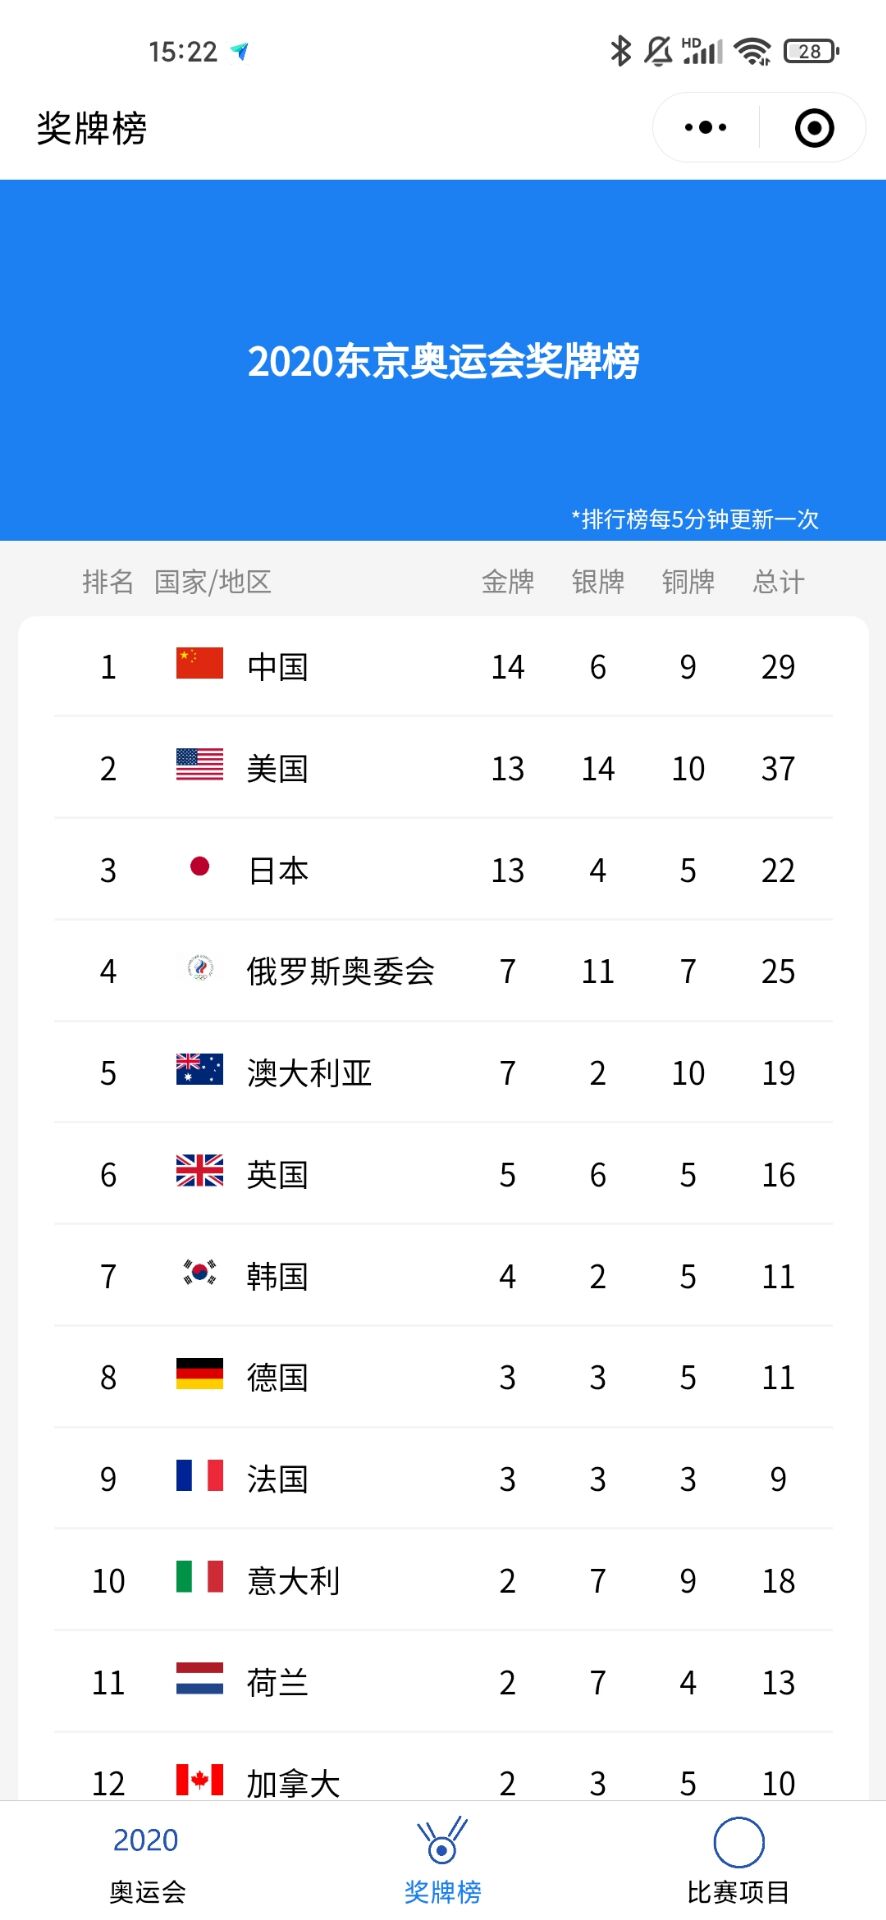 15:22 HD 28
奖牌榜
2020东京奥运会奖牌榜
*排行榜每5分钟更新一次
排名 国家/地区 金牌 银牌 铜牌 总计
1 中国 14 6 9 29
2 美国 13 14 10 37
3 日本 13 4 5 22
4 俄罗斯奥委会 7 11 7 25
5 澳大利亚 7 2 10 19
6 英国 5 6 5 16
7 韩国 4 2 5 11
8 德国 3 3 5 11
9 法国 3 3 3 9
10 意大利 2 7 9 18
11 荷兰 2 7 4 13
12 加拿大 2 3 5 10
2020
奥运会 奖牌榜 比赛项目